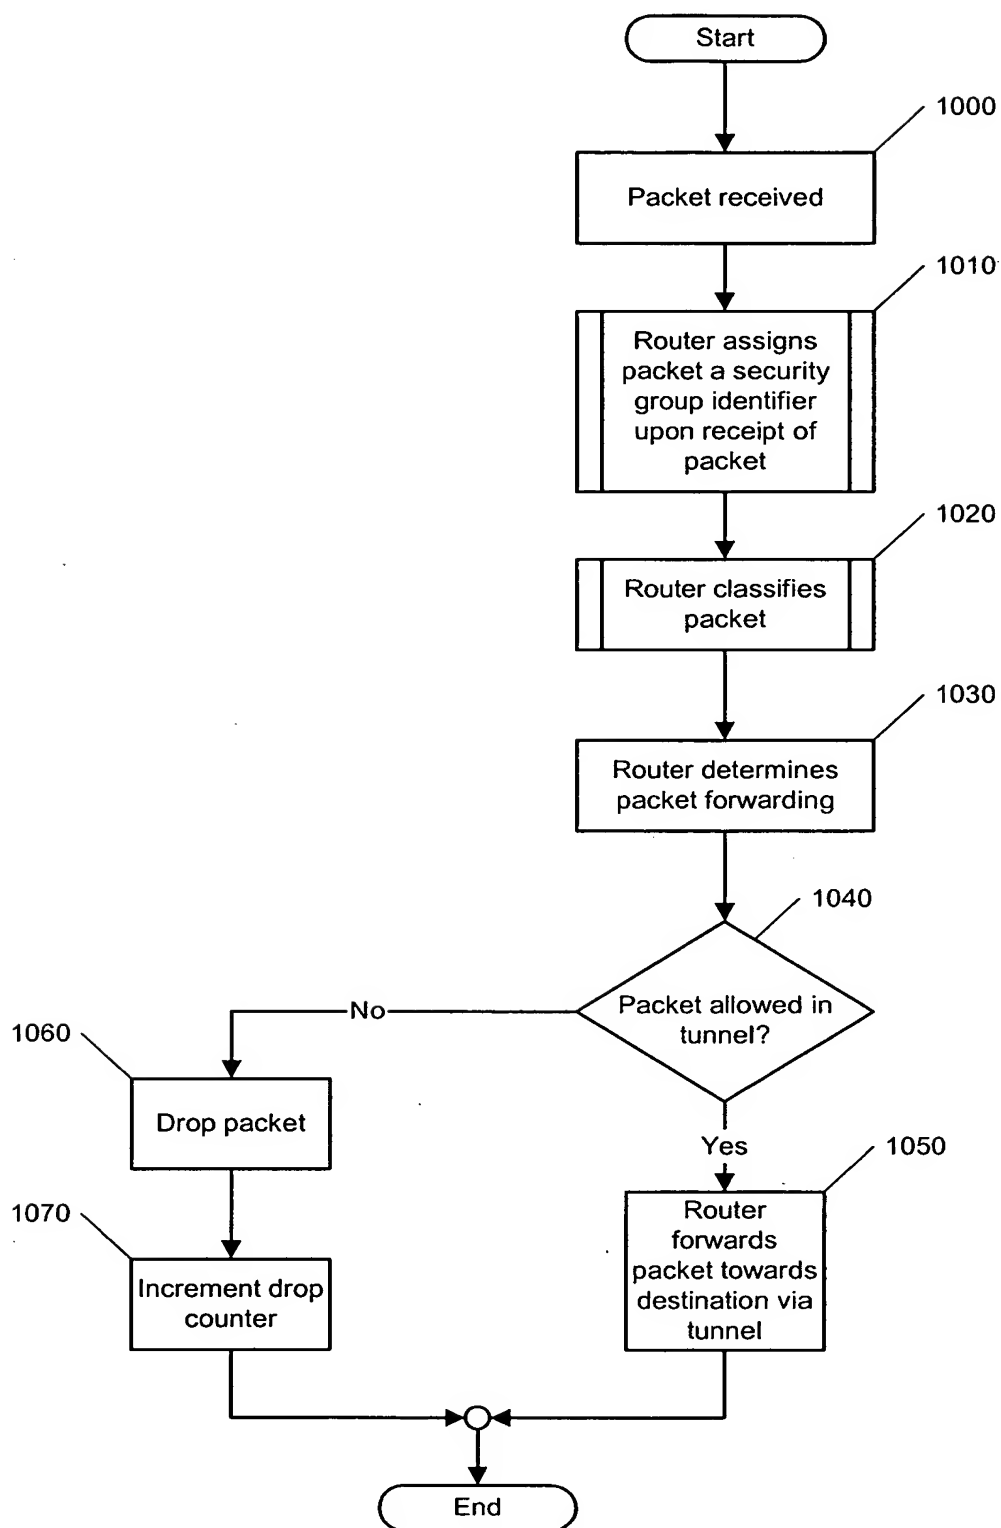 Start
1000
Packet received
1010
Router assigns
packet a security
group identifier
upon receipt of
packet
1020
Router classifies
packet
1030
Router determines
packet forwarding
1040
Packet allowed in
tunnel?
No
1060
Drop packet
Yes
1050
1070
Router
forwards
packet towards
destination via
tunnel
Increment drop
counter
End